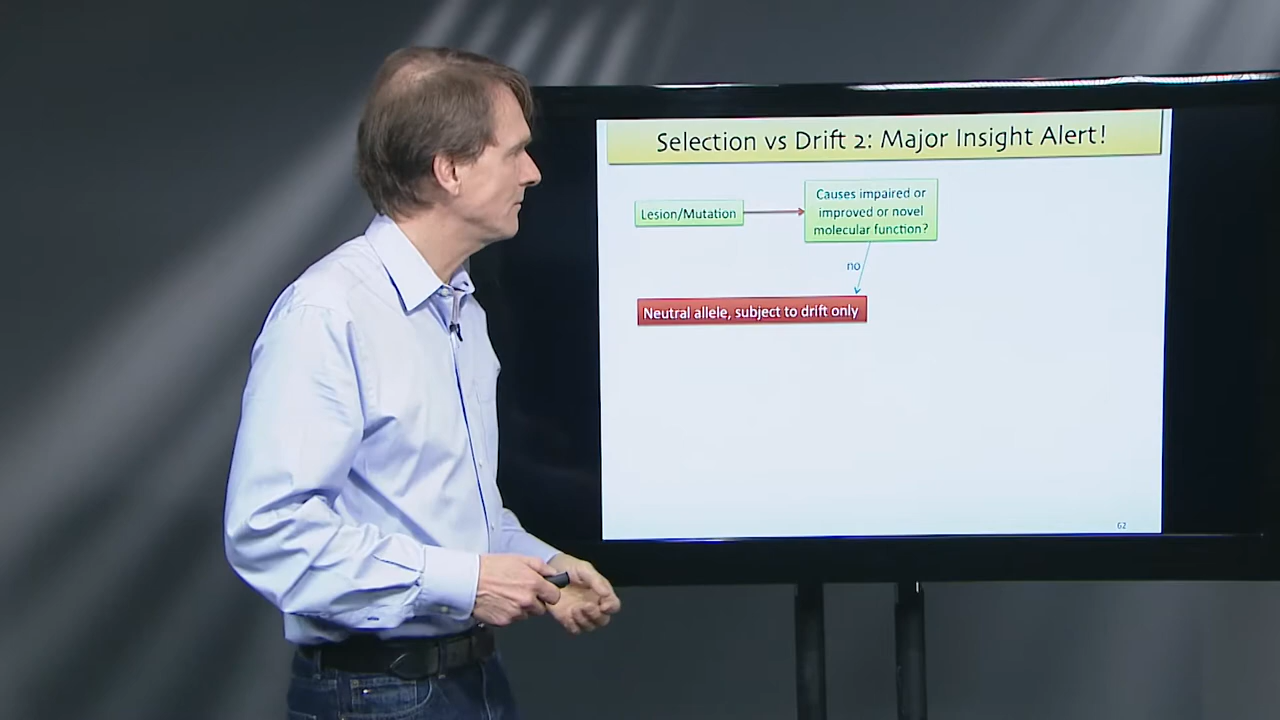 Selection vs Drift 2: Major Insight Alert!
Lesion/Mutation
Causes impaired or
improved or novel
molecular function?
no
Neutral allele, subject to drift only
62